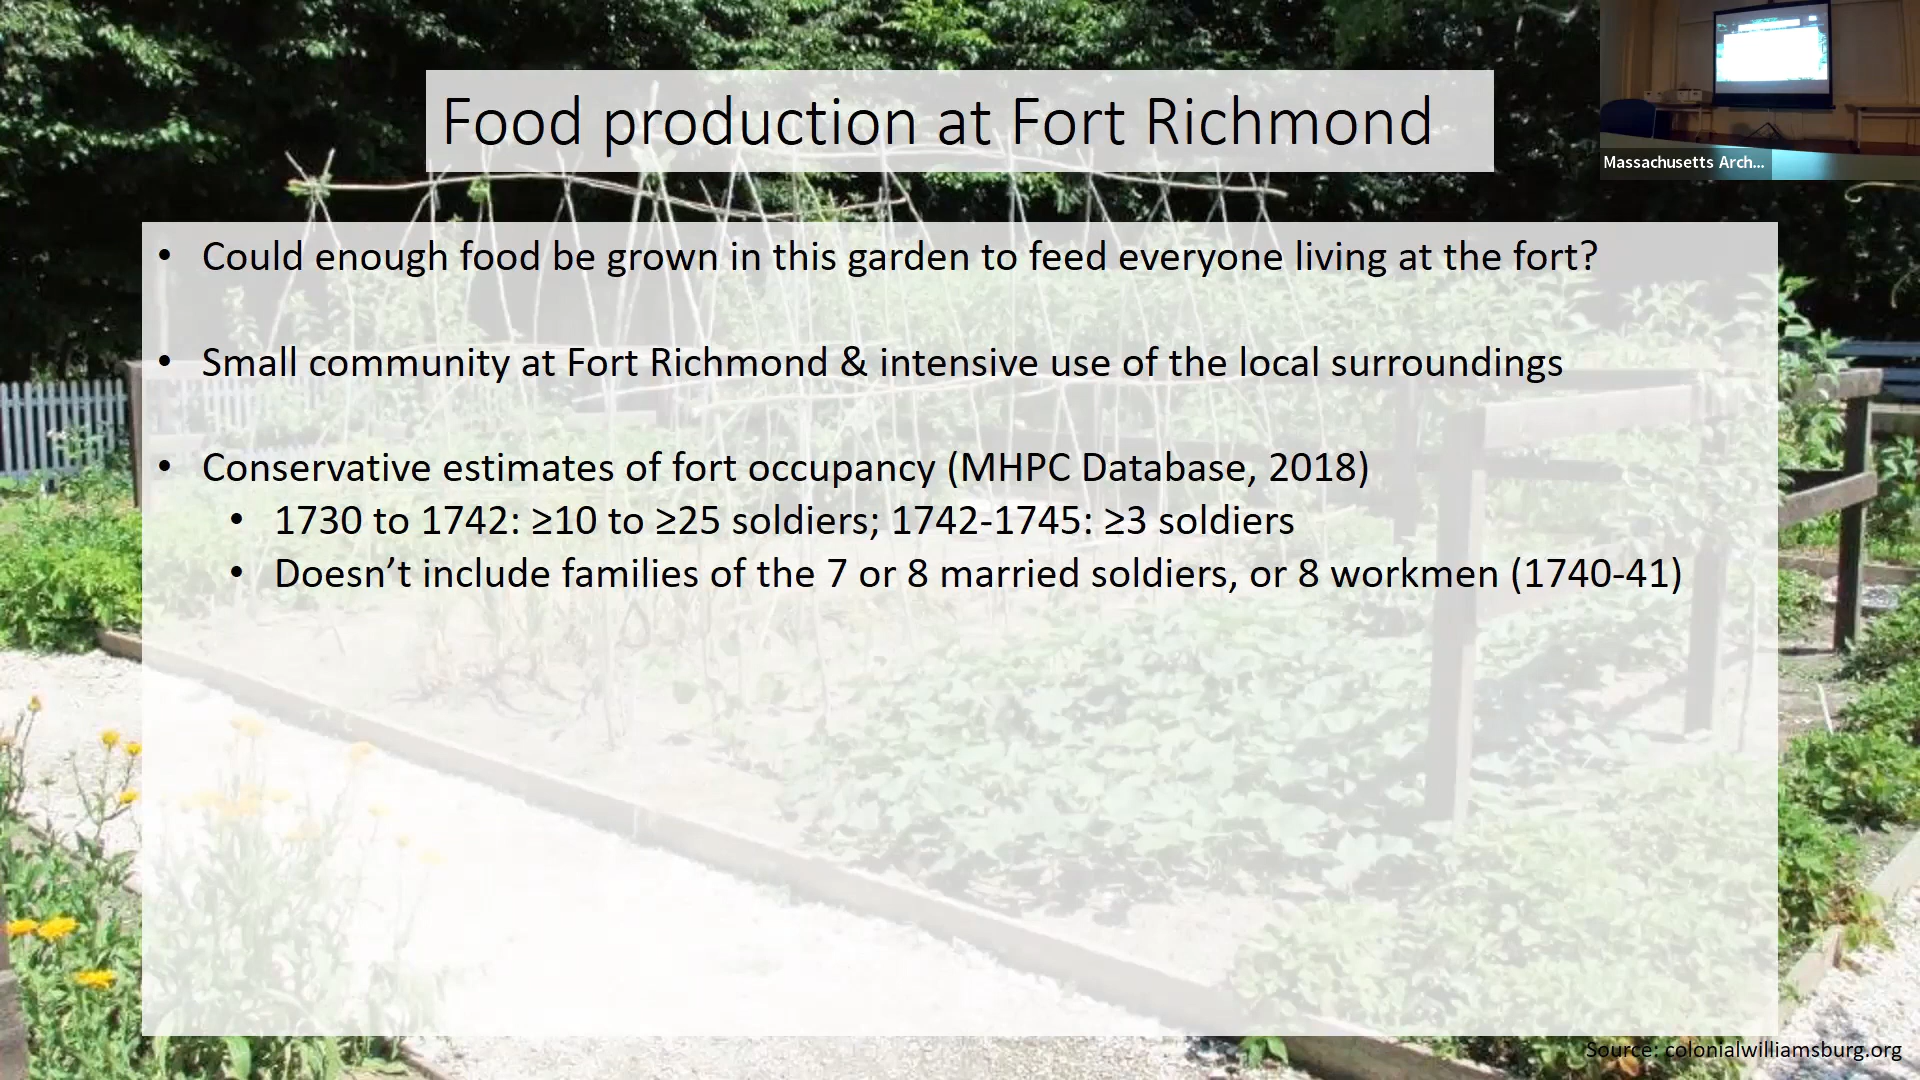 Food production at Fort Richmond
Massachusetts Arch...
• Could enough food be grown in this garden to feed everyone living at the fort?
• Small community at Fort Richmond & intensive use of the local surroundings
• Conservative estimates of fort occupancy (MHPC Database, 2018)
• 1730 to 1742: ≥10 to ≥25 soldiers; 1742-1745: ≥3 soldiers
• Doesn’t include families of the 7 or 8 married soldiers, or 8 workmen (1740-41)
Source: colonialwilliamsburg.org